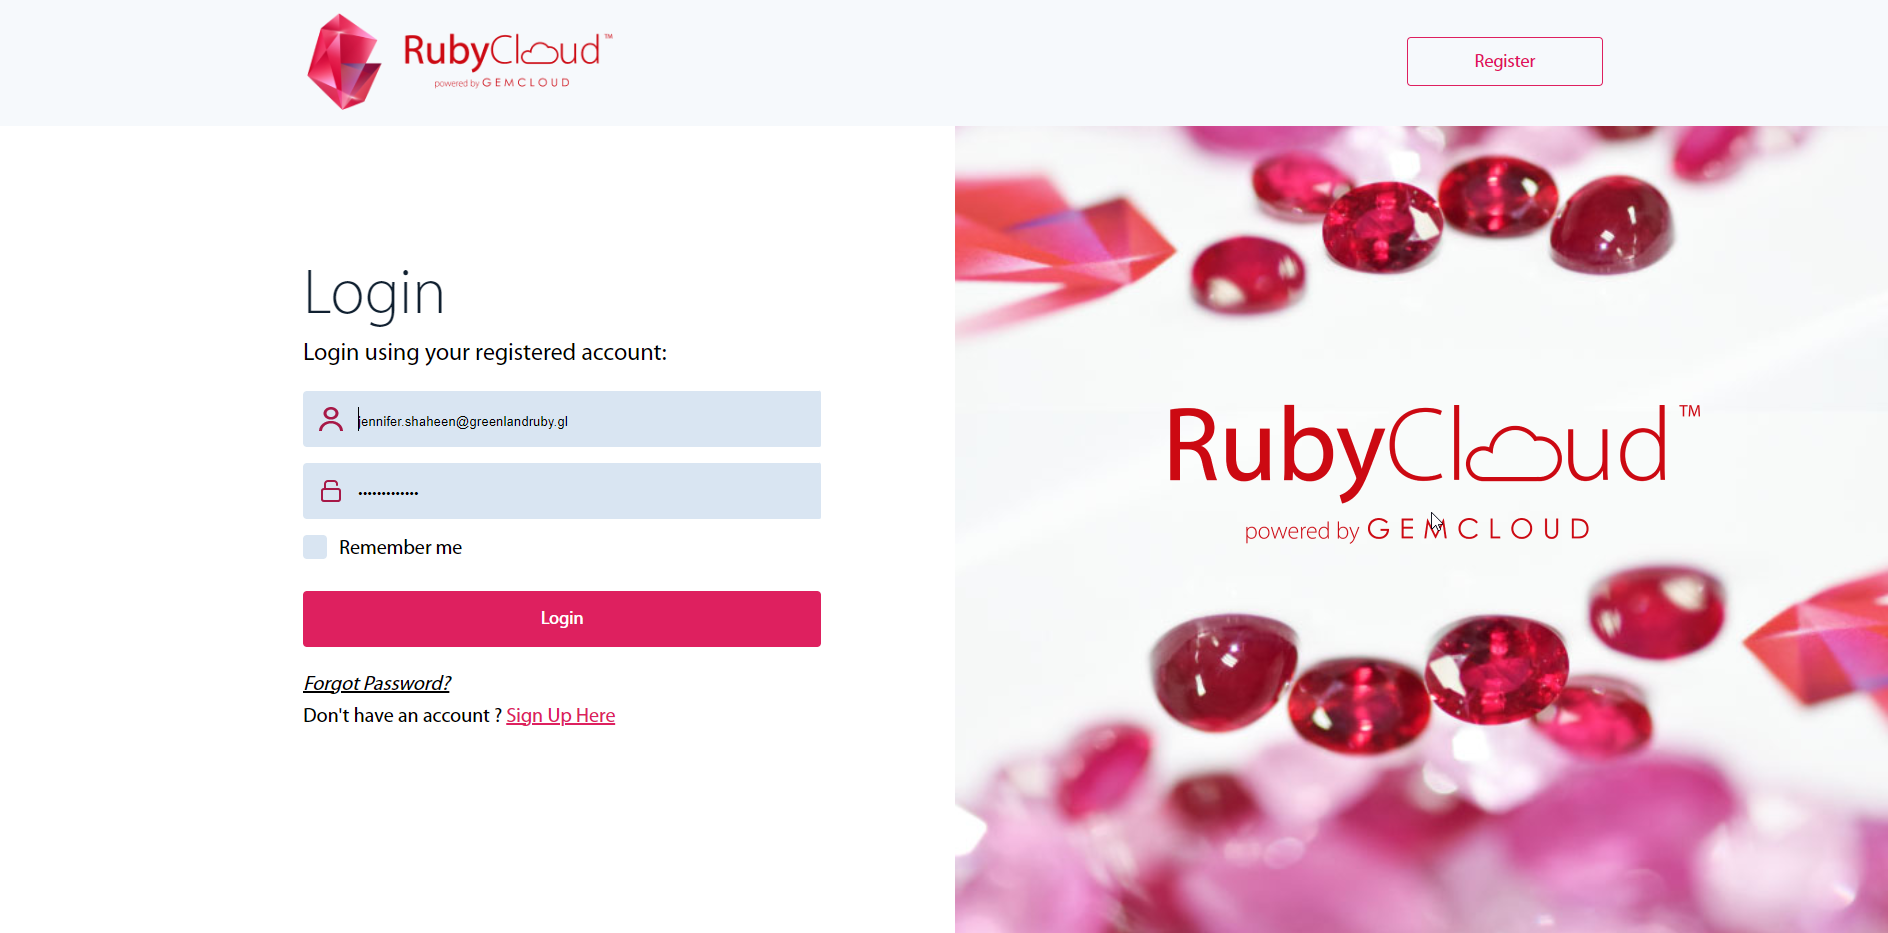 RubyCloud™
powered by GEMCLOUD
Register
Login
Login using your registered account:
jennifer.shaheen@greenlandruby.gl
•••••••••••••
Remember me
Login
Forgot Password?
Don't have an account ? Sign Up Here
RubyCloud™
powered by GEMCLOUD